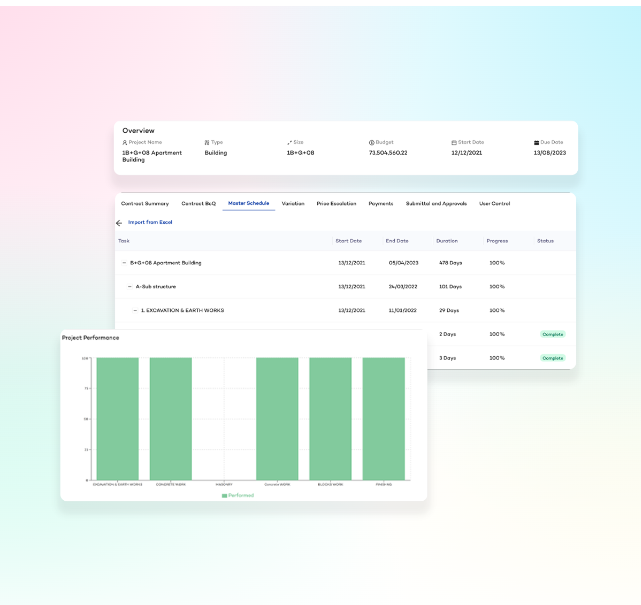 Overview
Project Name Type Size Budget Start Date Due Date
1B+G+08 Apartment Building Building 1B+G+08 73,504,560.22 12/12/2021 13/08/2023
Contract Summary Contract BoQ Master Schedule Variation Price Escalation Payments Submittal and Approvals User Control
Import from Excel
Task Start Date End Date Duration Progress Status
B+G+08 Apartment Building 13/12/2021 05/04/2023 478 Days 100%
A-Sub structure 13/12/2021 24/03/2022 101 Days 100%
1. EXCAVATION & EARTH WORKS 13/12/2021 11/01/2022 29 Days 100%
2 Days 100% Complete
3 Days 100% Complete
Project Performance
100
75
50
25
0
EXCAVATION & EARTH WORKS CONCRETE WORK MASONRY Concrete WORK BLOCKS WORK FINISHING
Performed